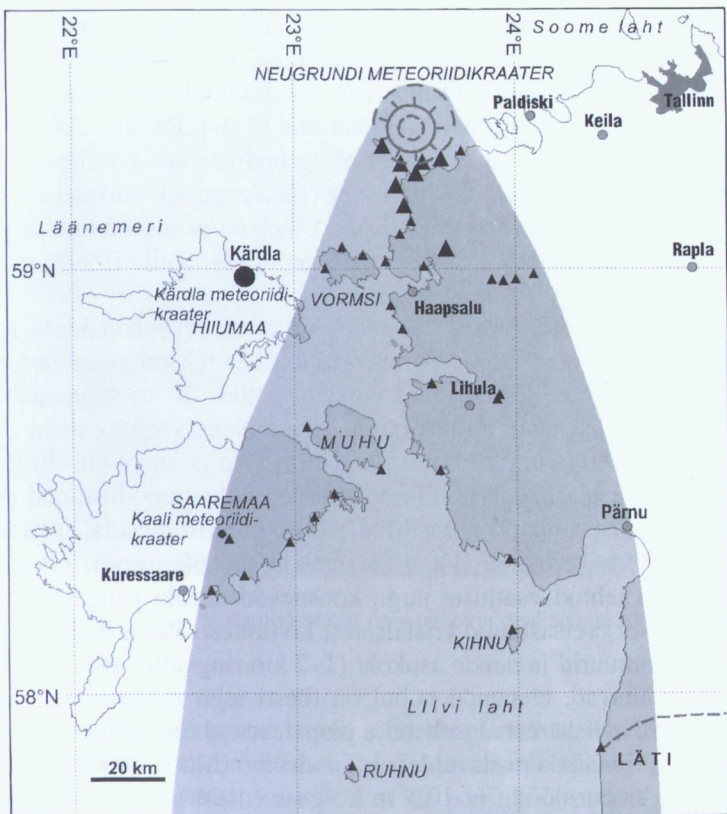 22°E
23°E
24°E
Soome laht
NEUGRUNDI METEORIIDIKRAATER
Paldiski
Tallinn
Keila
Läänemeri
Kärdla
59°N
Rapla
Kärdla meteoriidi-
kraater
VORMSI
Haapsalu
HIIUMAA
Lihula
MUHU
SAAREMAA
Kaali meteoriidi-
kraater
Pärnu
Kuressaare
KIHNU
58°N
LIIvi laht
LÄTI
20 km
RUHNU